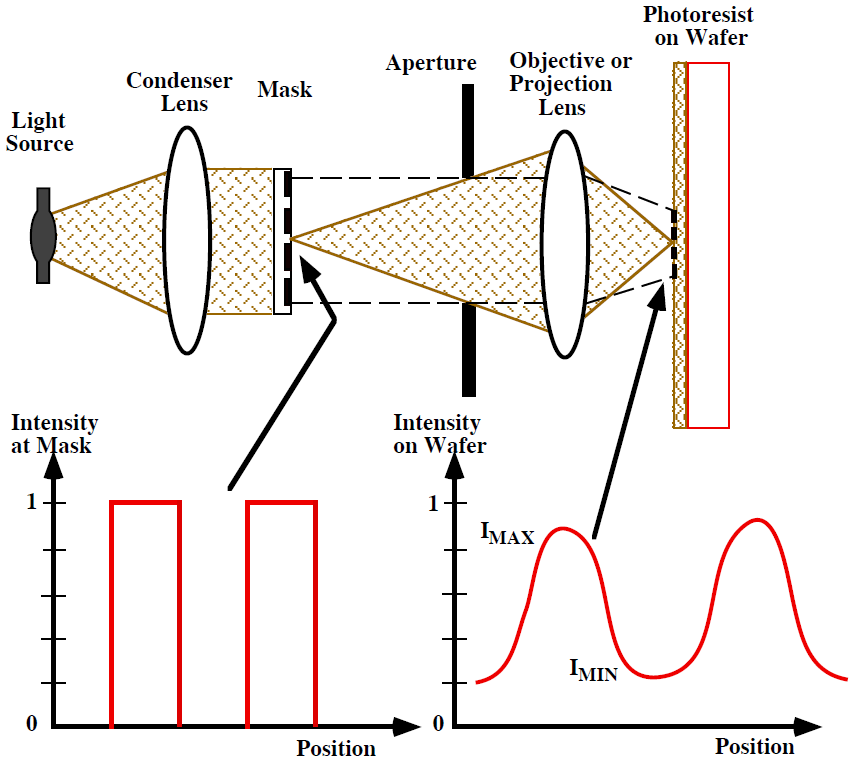 Photoresist
on Wafer
Aperture
Objective or
Projection
Lens
Condenser
Lens
Mask
Light
Source
Intensity
at Mask
1
0
Position
Intensity
on Wafer
1
IMAX
IMIN
0
Position